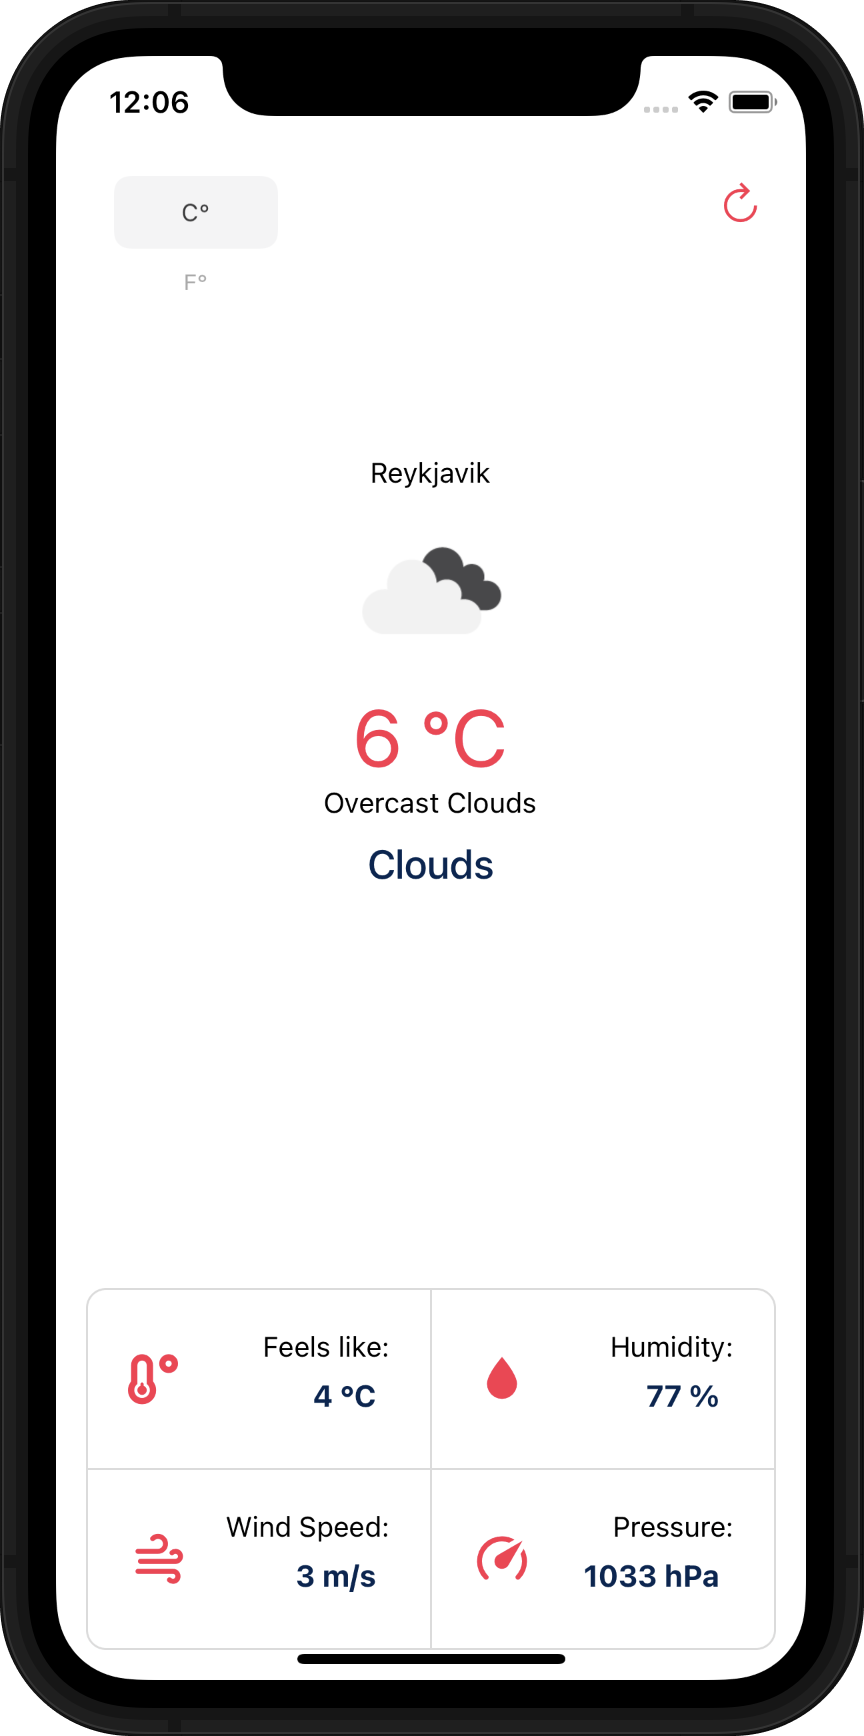 12:06
C°
F°
Reykjavik
6 °C
Overcast Clouds
Clouds
Feels like:
4 °C
Humidity:
77 %
Wind Speed:
3 m/s
Pressure:
1033 hPa